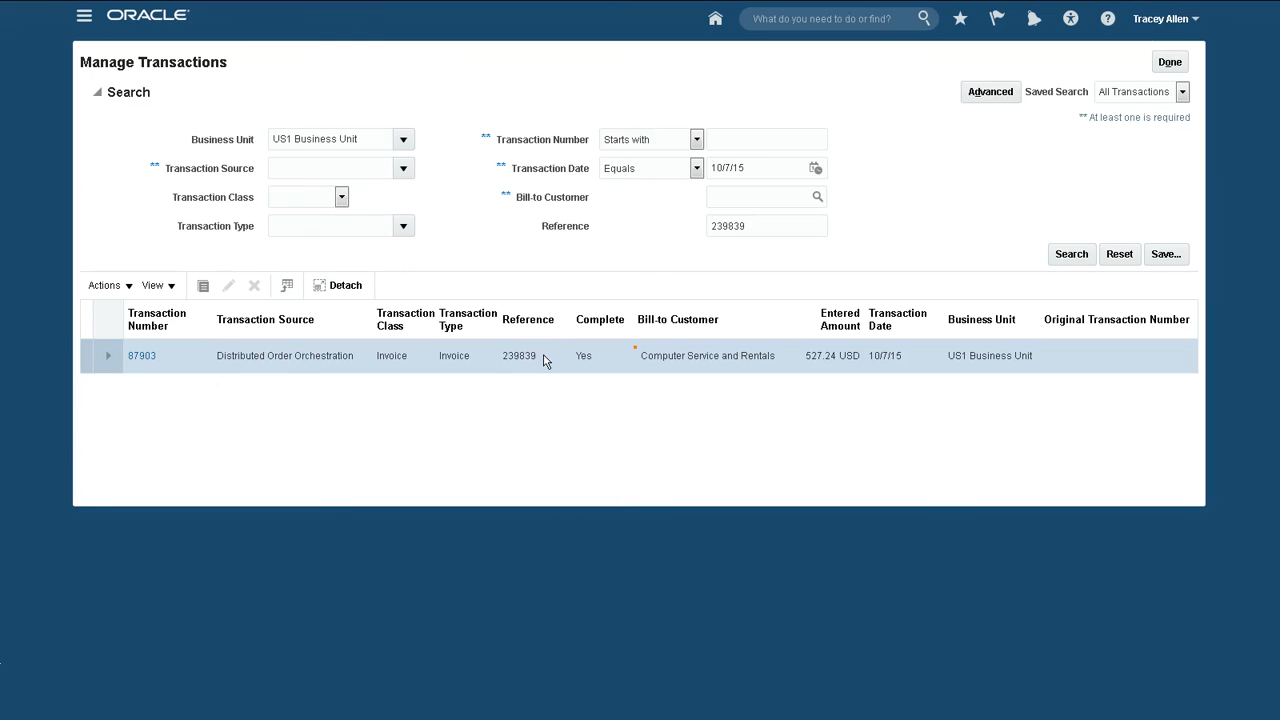 ORACLE
What do you need to do or find?
Tracey Allen
Manage Transactions
Done
Search
Advanced
Saved Search
All Transactions
** At least one is required
Business Unit
US1 Business Unit
** Transaction Number
Starts with
** Transaction Source
** Transaction Date
Equals
10/7/15
Transaction Class
** Bill-to Customer
Transaction Type
Reference
239839
Search
Reset
Save...
Actions
View
Detach
Transaction Number
Transaction Source
Transaction Class
Transaction Type
Reference
Complete
Bill-to Customer
Entered Amount
Transaction Date
Business Unit
Original Transaction Number
87903
Distributed Order Orchestration
Invoice
Invoice
239839
Yes
Computer Service and Rentals
527.24 USD
10/7/15
US1 Business Unit